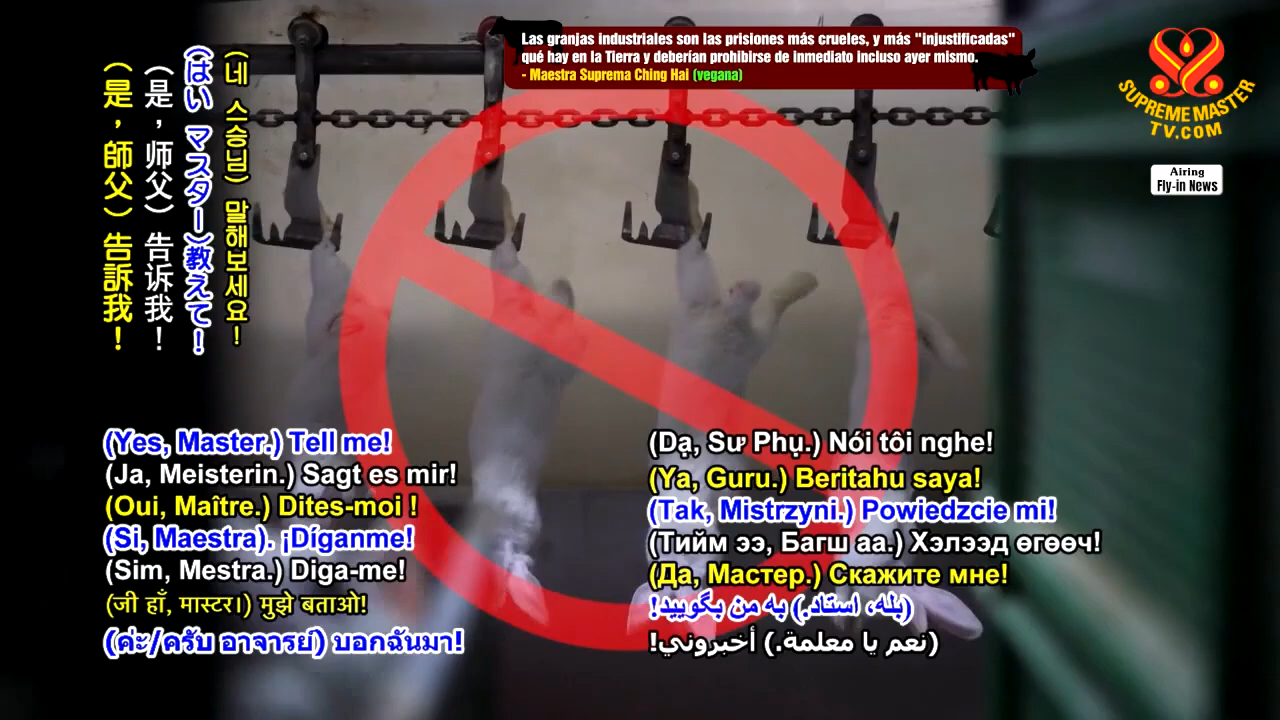 Las granjas industriales son las prisiones más crueles, y más "injustificadas"
qué hay en la Tierra y deberían prohibirse de inmediato incluso ayer mismo.
- Maestra Suprema Ching Hai (vegana)
SUPREME MASTER
TV.COM
Airing
Fly-in News
(네 스승님) 말해보세요!
(はい マスター)教えて!
(是，师父) 告诉我！
(是，師父) 告訴我！
(Yes, Master.) Tell me!
(Ja, Meisterin.) Sagt es mir!
(Oui, Maître.) Dites-moi !
(Si, Maestra). ¡Díganme!
(Sim, Mestra.) Diga-me!
(जी हाँ, मास्टर।) मुझे बताओ!
(ค่ะ/ครับ อาจารย์) บอกฉันมา!
(Dạ, Sư Phụ.) Nói tôi nghe!
(Ya, Guru.) Beritahu saya!
(Tak, Mistrzyni.) Powiedzcie mi!
(Тийм ээ, Багш аа.) Хэлээд өгөөч!
(Да, Мастер.) Скажите мне!
(بله، استاد.) به من بگویید!
(نعم يا معلمة.) أخبروني!